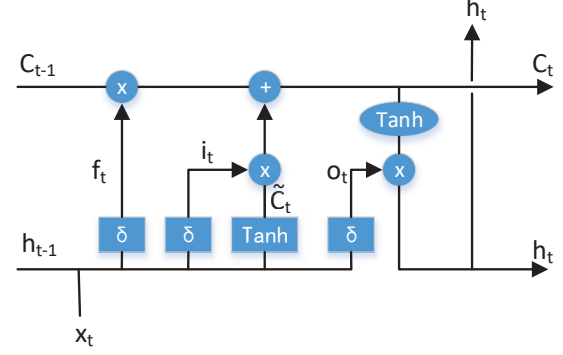 h_t
C_{t-1} x + C_t
Tanh
f_t i_t x o_t x
C̃_t
δ δ Tanh δ
h_{t-1} h_t
x_t